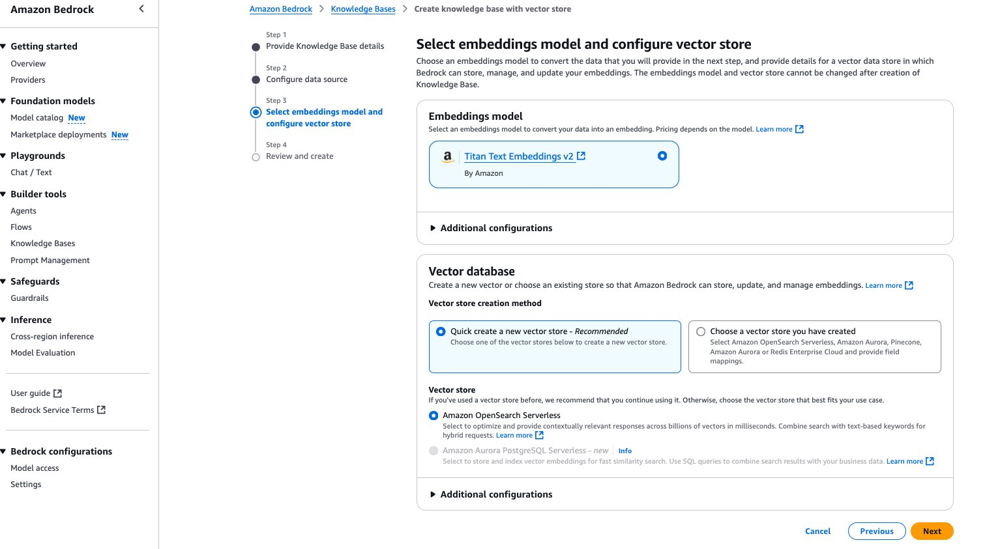 Amazon Bedrock
Getting started
Overview
Providers
Foundation models
Model catalog New
Marketplace deployments New
Playgrounds
Chat / Text
Builder tools
Agents
Flows
Knowledge Bases
Prompt Management
Safeguards
Guardrails
Inference
Cross-region inference
Model Evaluation
User guide
Bedrock Service Terms
Bedrock configurations
Model access
Settings
Amazon Bedrock > Knowledge Bases > Create knowledge base with vector store
Step 1
Provide Knowledge Base details
Step 2
Configure data source
Step 3
Select embeddings model and
configure vector store
Step 4
Review and create
Select embeddings model and configure vector store
Choose an embeddings model to convert the data that you will provide in the next step, and provide details for a vector data store in which
Bedrock can store, manage, and update your embeddings. The embeddings model and vector store cannot be changed after creation of
Knowledge Base.
Embeddings model
Select an embeddings model to convert your data into an embedding. Pricing depends on the model. Learn more
a Titan Text Embeddings v2
By Amazon
Additional configurations
Vector database
Create a new vector or choose an existing store so that Amazon Bedrock can store, update, and manage embeddings. Learn more
Vector store creation method
Quick create a new vector store - Recommended
Choose one of the vector stores below to create a new vector store.
Choose a vector store you have created
Select Amazon OpenSearch Serverless, Amazon Aurora, Pinecone,
Amazon Aurora or Redis Enterprise Cloud and provide field
mappings.
Vector store
If you've used a vector store before, we recommend that you continue using it. Otherwise, choose the vector store that best fits your use case.
Amazon OpenSearch Serverless
Select to optimize and provide contextually relevant responses across billions of vectors in milliseconds. Combine search with text-based keywords for
hybrid requests. Learn more
Amazon Aurora PostgreSQL Serverless - new Info
Select to store and index vector embeddings for fast similarity search. Use SQL queries to combine search results with your business data. Learn more
Additional configurations
Cancel Previous Next